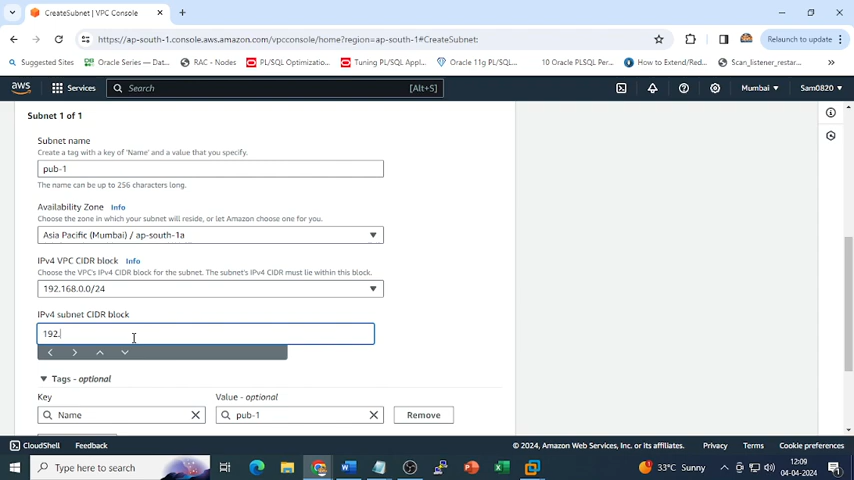 CreateSubnet | VPC Console
https://ap-south-1.console.aws.amazon.com/vpcconsole/home?region=ap-south-1#CreateSubnet:
Relaunch to update
Suggested Sites
Oracle Series — Dat...
RAC - Nodes
PL/SQL Optimizatio...
Tuning PL/SQL Appl...
Oracle 11g PL/SQL...
10 Oracle PLSQL Per...
How to Extend/Red...
Scan_listener_restar...
aws
Services
Search
[Alt+S]
Mumbai
Sam0820
Subnet 1 of 1
Subnet name
Create a tag with a key of 'Name' and a value that you specify.
pub-1
The name can be up to 256 characters long.
Availability Zone Info
Choose the zone in which your subnet will reside, or let Amazon choose one for you.
Asia Pacific (Mumbai) / ap-south-1a
IPv4 VPC CIDR block Info
Choose the VPC's IPv4 CIDR block for the subnet. The subnet's IPv4 CIDR must lie within this block.
192.168.0.0/24
IPv4 subnet CIDR block
192.
Tags - optional
Key
Value - optional
Name
pub-1
Remove
CloudShell
Feedback
© 2024, Amazon Web Services, Inc. or its affiliates.
Privacy
Terms
Cookie preferences
Type here to search
33°C Sunny
12:09
04-04-2024